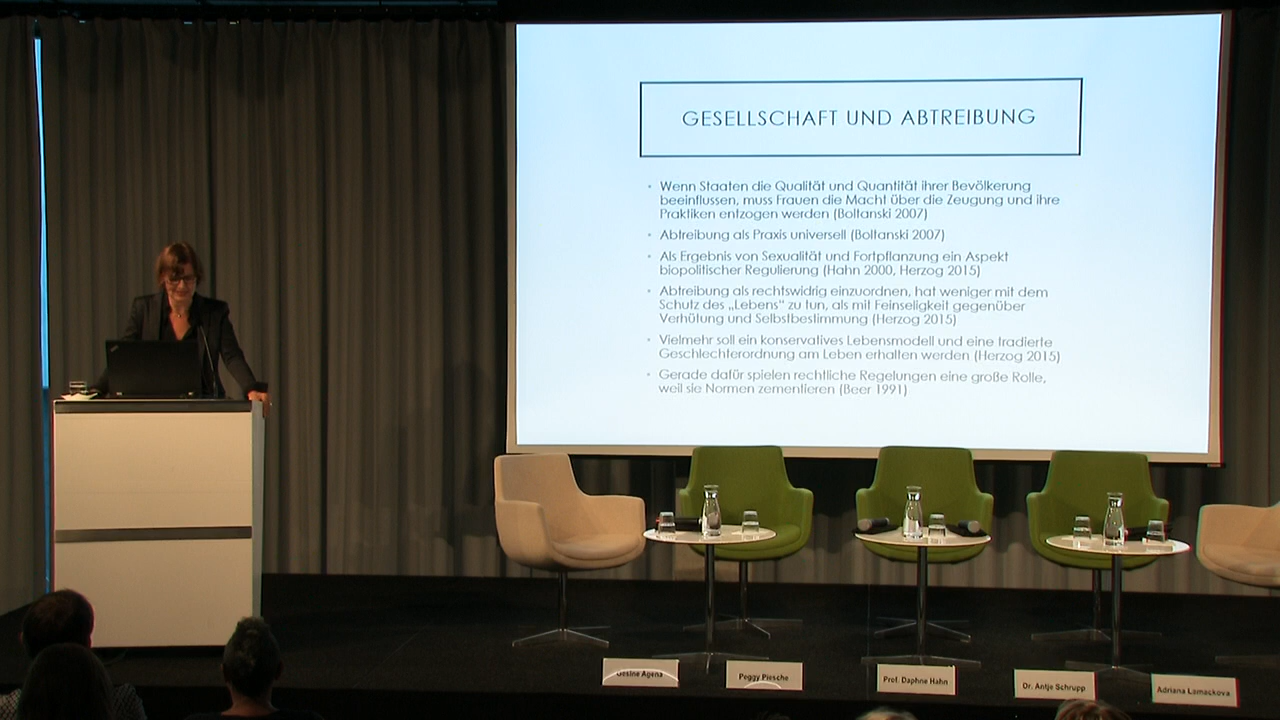 GESELLSCHAFT UND ABTREIBUNG
Wenn Staaten die Qualität und Quantität ihrer Bevölkerung
beeinflussen, muss Frauen die Macht über die Zeugung und ihre
Praktiken entzogen werden (Boltanski 2007)
Abtreibung als Praxis universell (Boltanski 2007)
Als Ergebnis von Sexualität und Fortpflanzung ein Aspekt
biopolitischer Regulierung (Hahn 2000, Herzog 2015)
Abtreibung als rechtswidrig einzuordnen, hat weniger mit dem
Schutz des „Lebens" zu tun, als mit Feinseligkeit gegenüber
Verhütung und Selbstbestimmung (Herzog 2015)
Vielmehr soll ein konservatives Lebensmodell und eine tradierte
Geschlechterordnung am Leben erhalten werden (Herzog 2015)
Gerade dafür spielen rechtliche Regelungen eine große Rolle,
weil sie Normen zementieren (Beer 1991)
Gesine Agena
Peggy Piesche
Prof. Daphne Hahn
Dr. Antje Schrupp
Adriana Lamackova